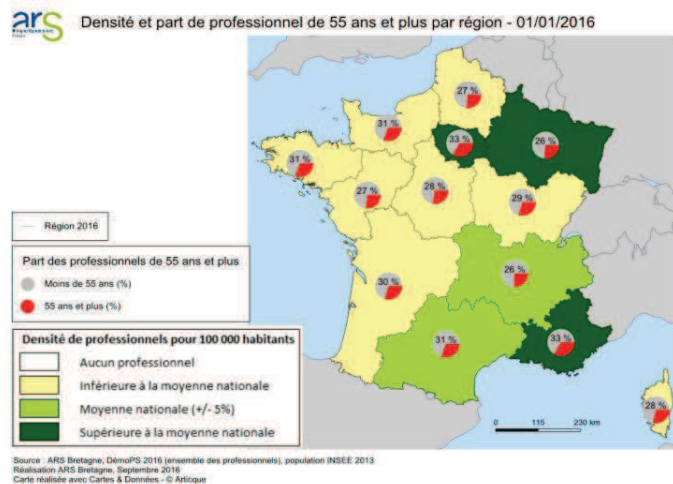 ars
Densité et part de professionnel de 55 ans et plus par région - 01/01/2016
27 %
31 %
33 %
26 %
31 %
27 %
28 %
29 %
30 %
26 %
31 %
33 %
28 %
Région 2016
Part des professionnels de 55 ans et plus
Moins de 55 ans (%)
55 ans et plus (%)
Densité de professionnels pour 100 000 habitants
Aucun professionnel
Inférieure à la moyenne nationale
Moyenne nationale (+/- 5%)
Supérieure à la moyenne nationale
0 115 230 km
Source : ARS Bretagne, DémoPS 2016 (ensemble des professionnels), population INSEE 2013
Réalisation ARS Bretagne, Septembre 2016
Carte réalisée avec Cartes & Données - © Articque